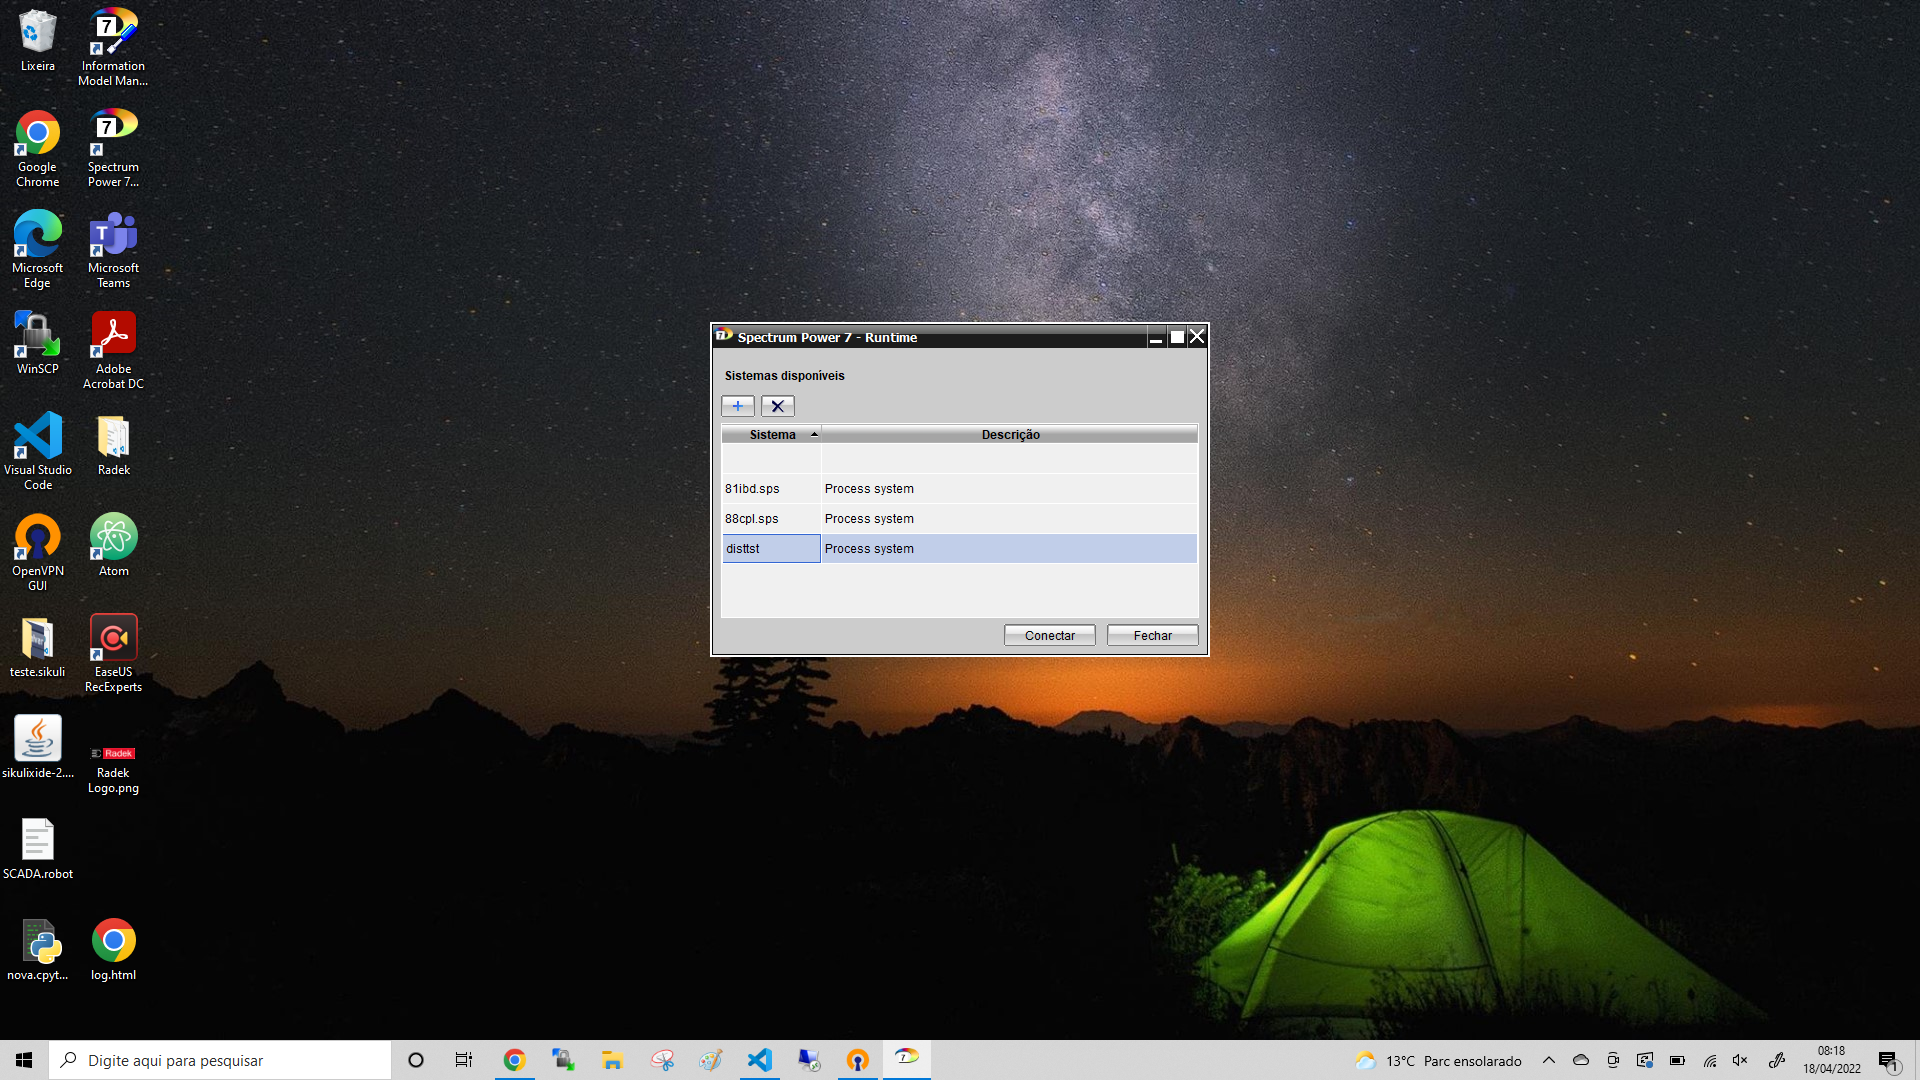 Lixeira
Information
Model Man...
Google
Chrome
Spectrum
Power 7...
Microsoft
Edge
Microsoft
Teams
WinSCP
Adobe
Acrobat DC
Visual Studio
Code
Radek
OpenVPN
GUI
Atom
teste.sikuli
EaseUS
RecExperts
sikulixide-2....
Radek
Radek
Logo.png
SCADA.robot
nova.cpyt...
log.html
Spectrum Power 7 - Runtime
Sistemas disponíveis
Sistema Descrição
81ibd.sps Process system
88cpl.sps Process system
disttst Process system
Conectar Fechar
Digite aqui para pesquisar
13°C Parc ensolarado
08:18
18/04/2022
1